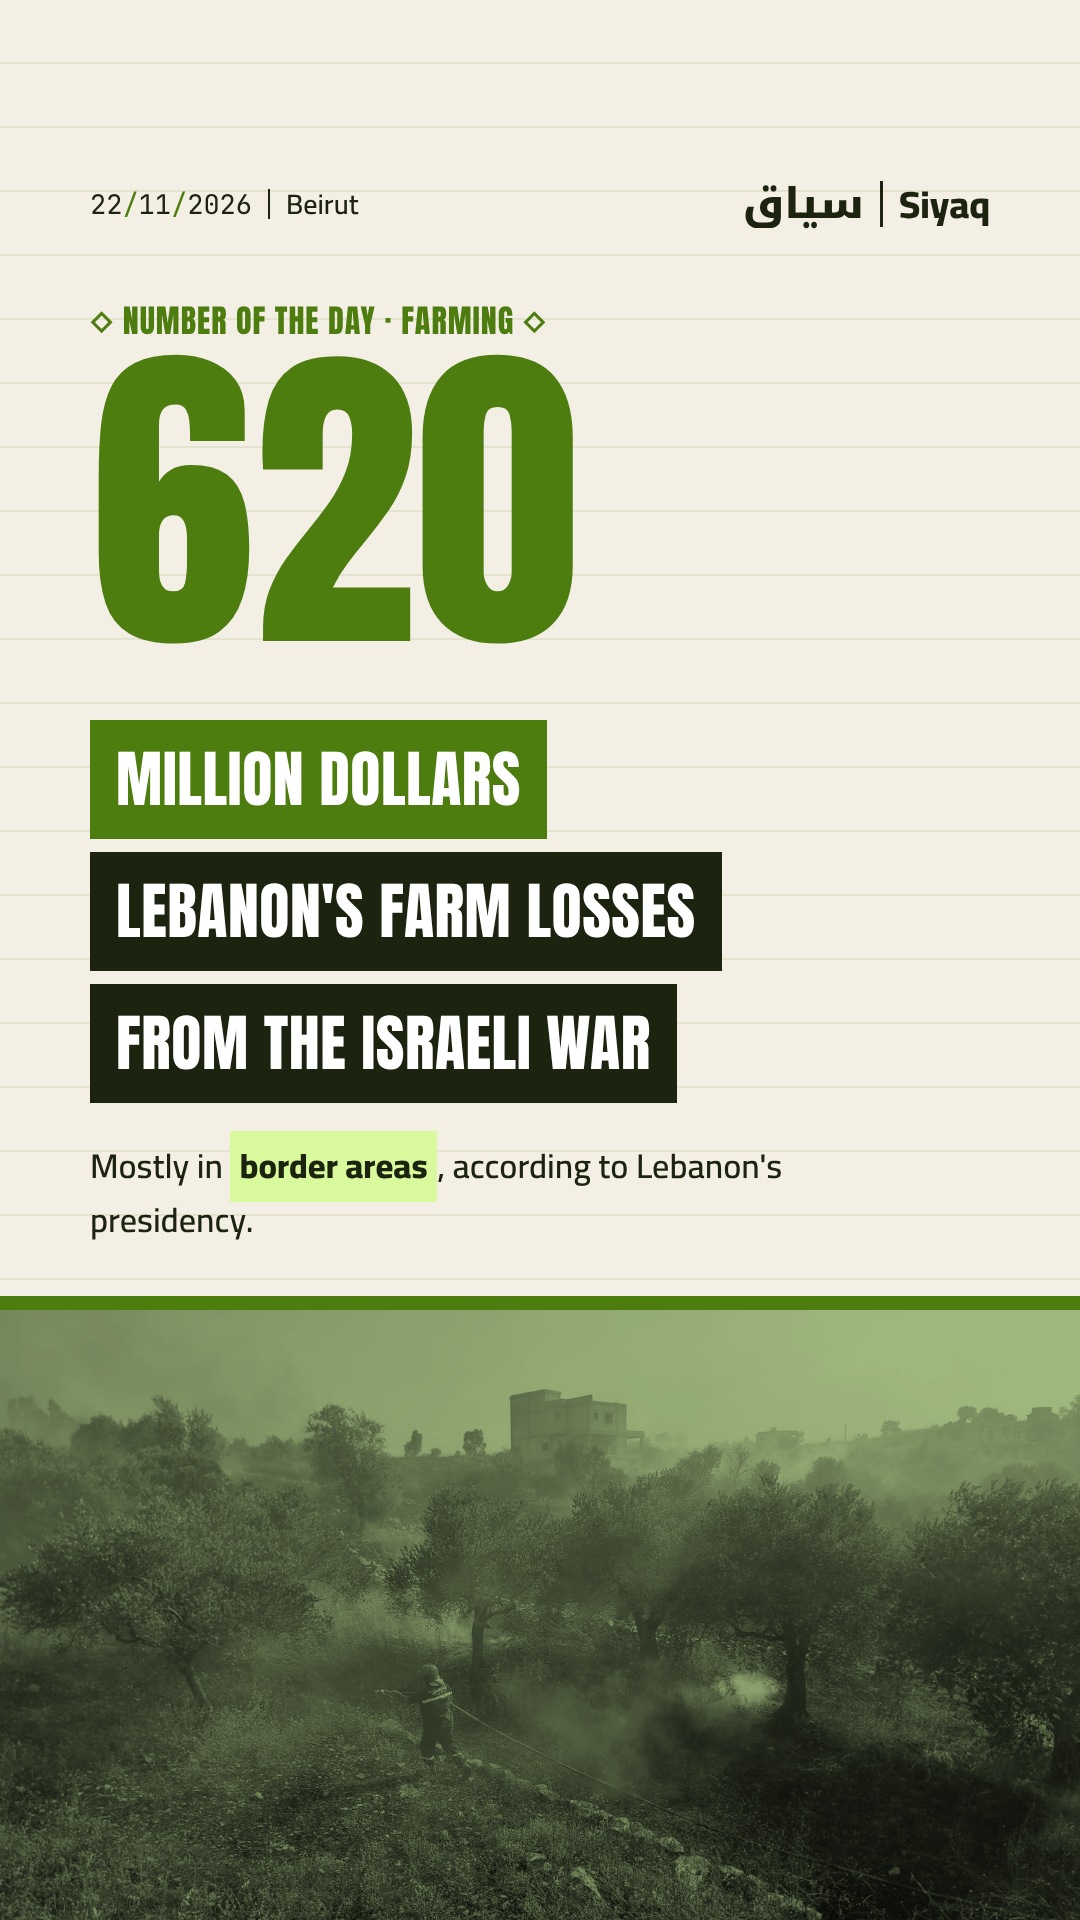 22/11/2026 | Beirut
سياق | Siyaq
◇ NUMBER OF THE DAY · FARMING ◇
620
MILLION DOLLARS
LEBANON'S FARM LOSSES
FROM THE ISRAELI WAR
Mostly in border areas, according to Lebanon's
presidency.